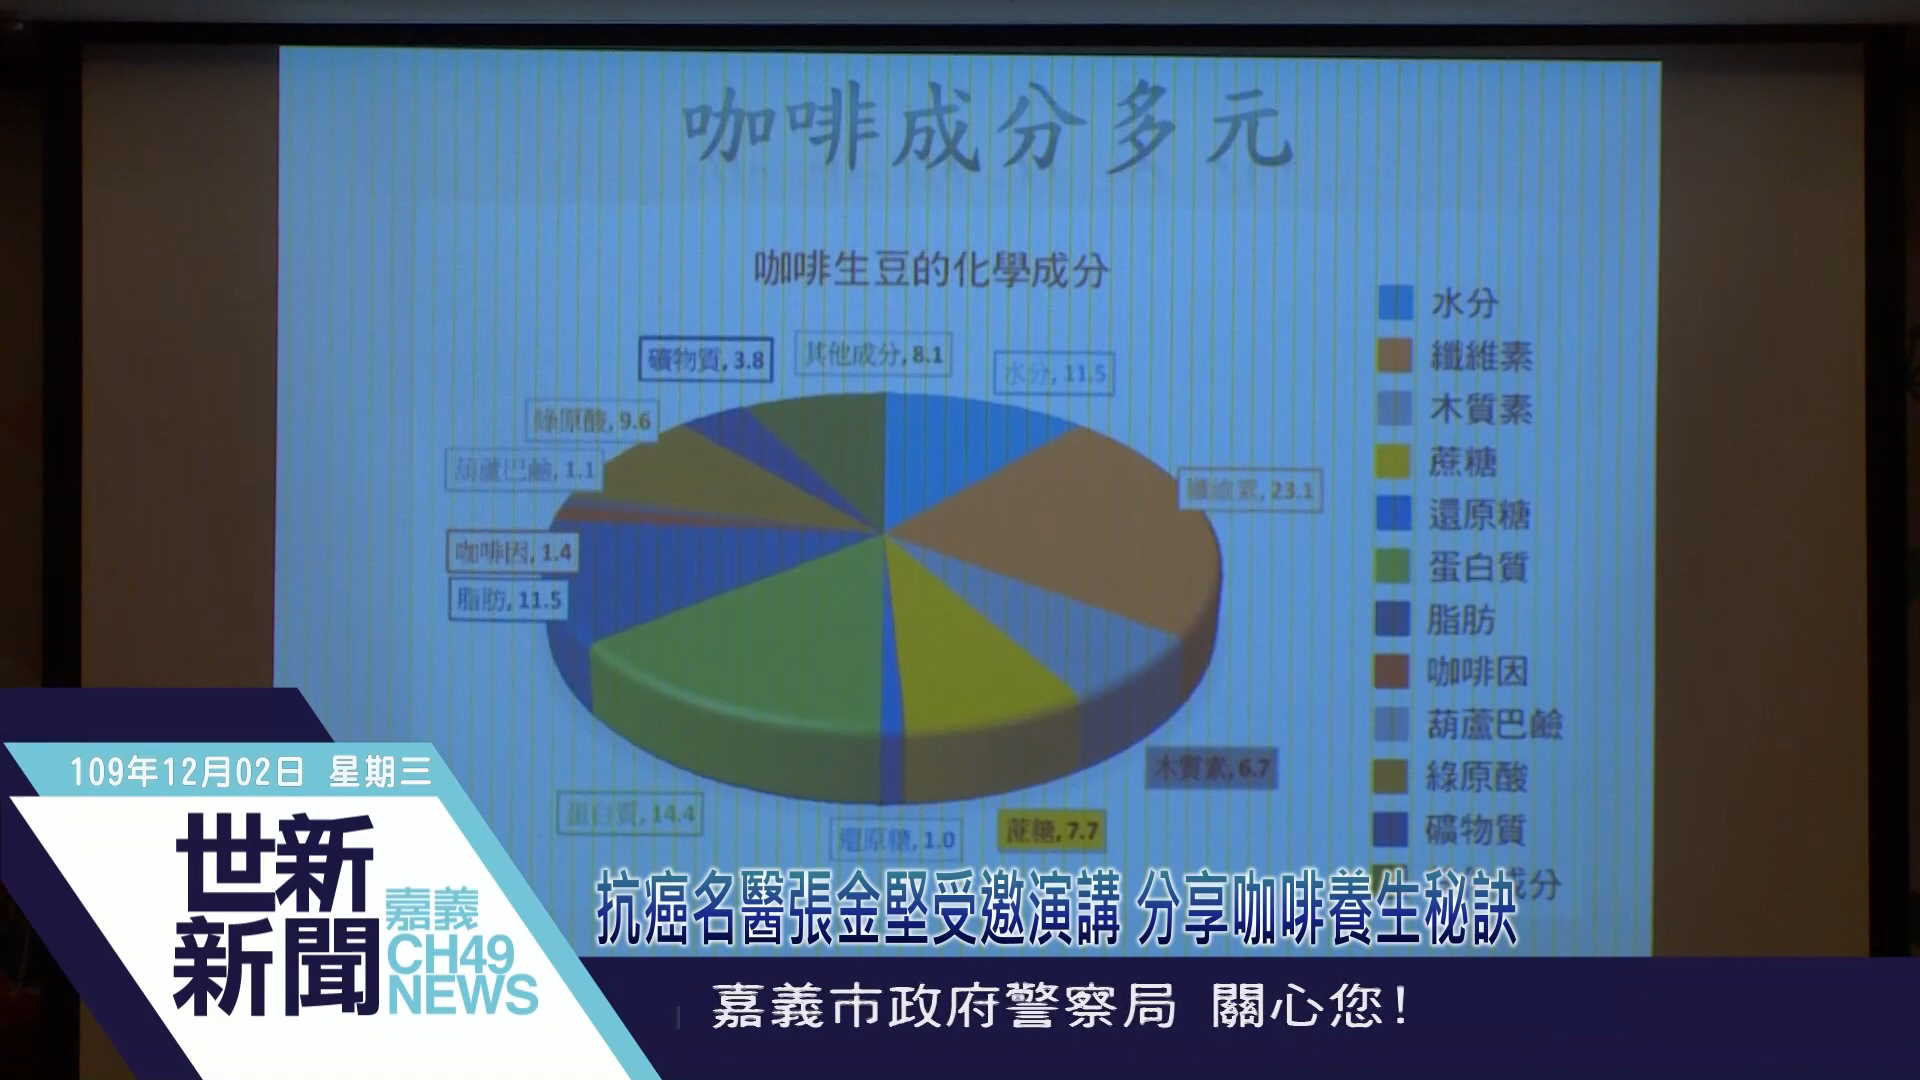 咖啡成分多元
咖啡生豆的化學成分
礦物質, 3.8
其他成分, 8.1
水分, 11.5
綠原酸, 9.6
葫蘆巴鹼, 1.1
纖維素, 23.1
咖啡因, 1.4
脂肪, 11.5
木質素, 6.7
蛋白質, 14.4
還原糖, 1.0
蔗糖, 7.7
水分
纖維素
木質素
蔗糖
還原糖
蛋白質
脂肪
咖啡因
葫蘆巴鹼
綠原酸
礦物質
成分
109年12月02日 星期三
世新
新聞
嘉義
CH49
NEWS
抗癌名醫張金堅受邀演講 分享咖啡養生秘訣
嘉義市政府警察局 關心您!